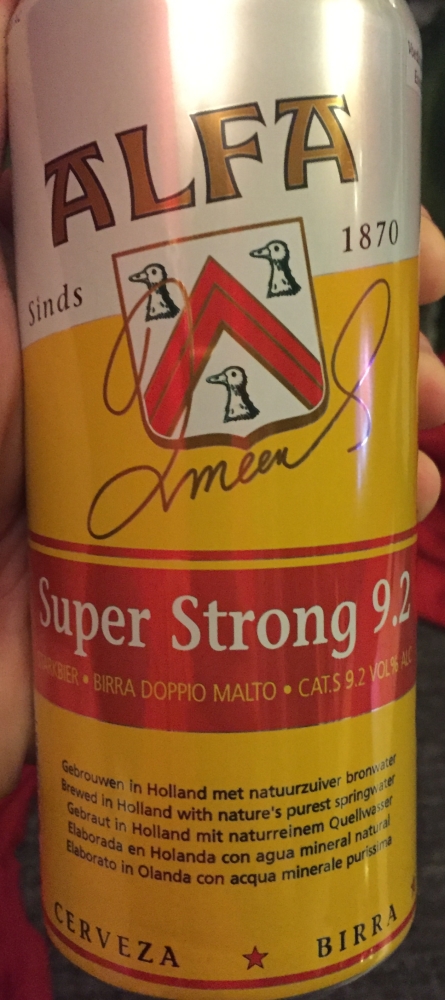 ALFA
Sinds 1870
Super Strong 9.2
STARKBIER • BIRRA DOPPIO MALTO • CAT.S 9.2 VOL% ALC
Gebrouwen in Holland met natuurzuiver bronwater
Brewed in Holland with nature's purest springwater
Gebraut in Holland mit naturreinem Quellwasser
Elaborada en Holanda con agua mineral natural
Elaborato in Olanda con acqua minerale purissima
CERVEZA ★ BIRRA